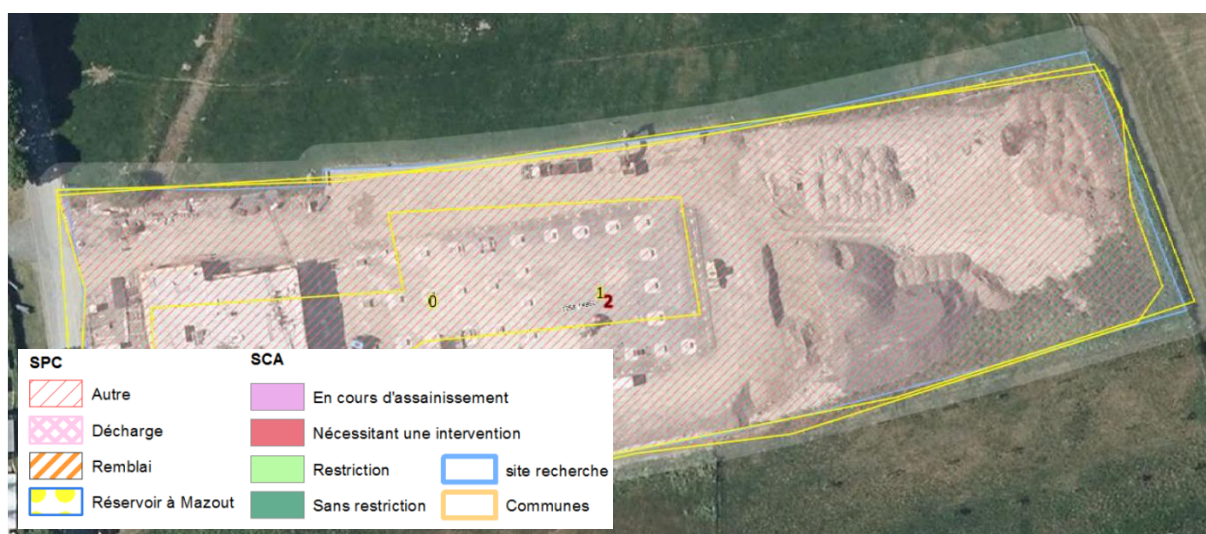 0
1
2
SPC
Autre
Décharge
Remblai
Réservoir à Mazout
SCA
En cours d'assainissement
Nécessitant une intervention
Restriction
Sans restriction
site recherche
Communes